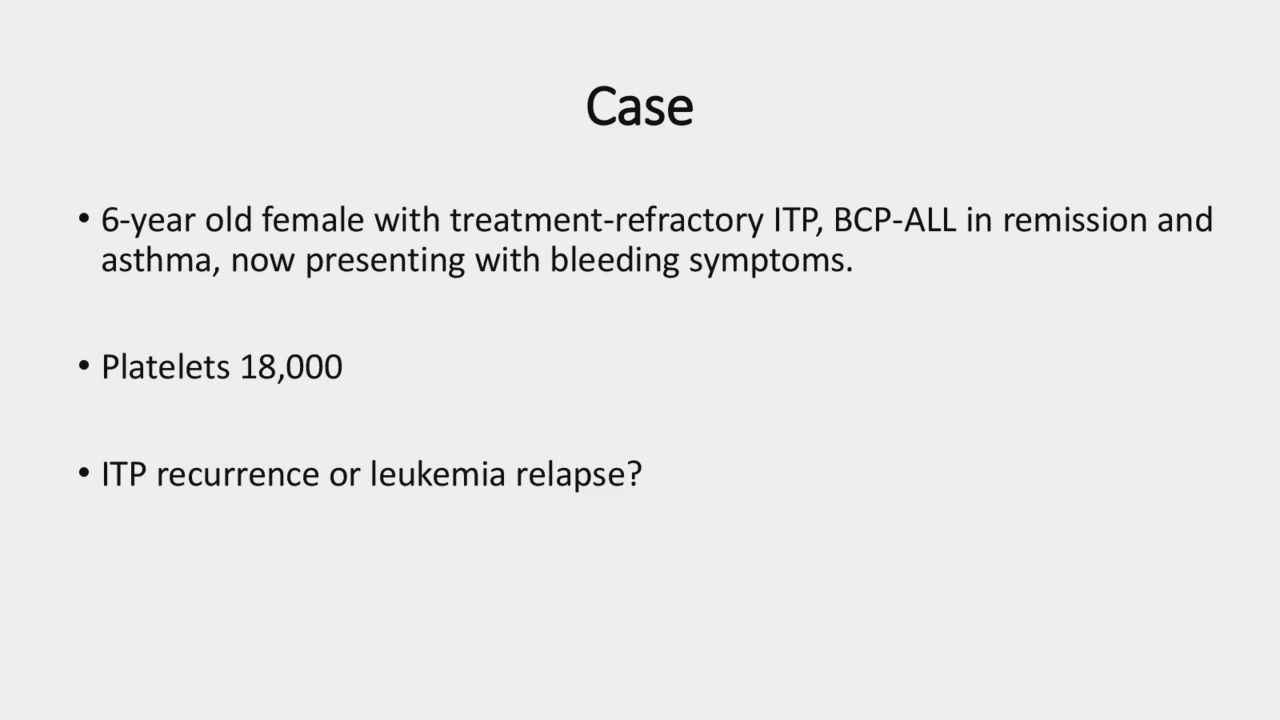 Case
• 6-year old female with treatment-refractory ITP, BCP-ALL in remission and
asthma, now presenting with bleeding symptoms.
• Platelets 18,000
• ITP recurrence or leukemia relapse?